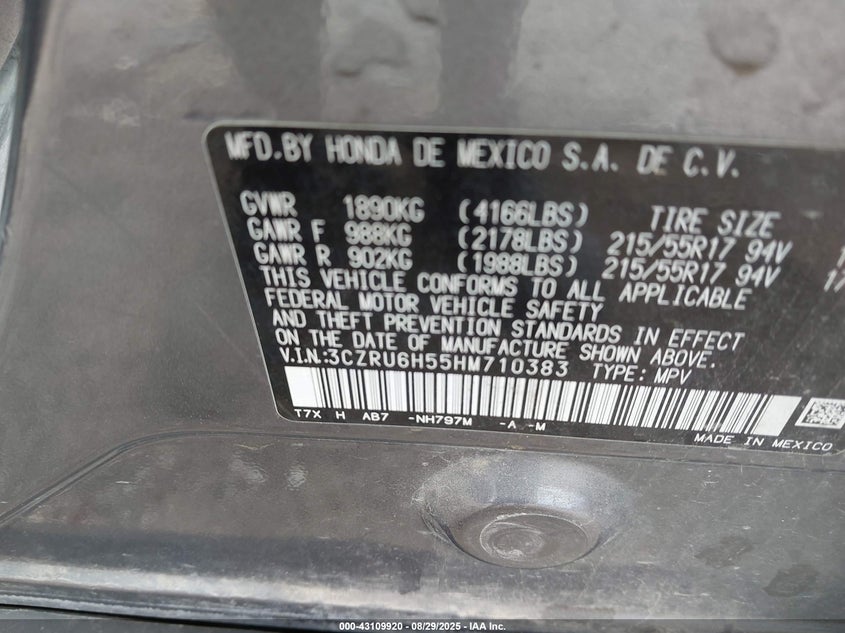 MFD.BY HONDA DE MEXICO S.A. DE C.V.
GVWR 1890KG (4166LBS) TIRE SIZE
GAWR F 988KG (2178LBS) 215/55R17 94V
GAWR R 902KG (1988LBS) 215/55R17 94V 17
THIS VEHICLE CONFORMS TO ALL APPLICABLE
FEDERAL MOTOR VEHICLE SAFETY
AND THEFT PREVENTION STANDARDS IN EFFECT
ON THE DATE OF MANUFACTURE SHOWN ABOVE.
V.I.N.:3CZRU6H55HM710383 TYPE: MPV
T7X H AB7 -NH797M -A -M
MADE IN MEXICO
000-43109920 - 08/29/2025 - IAA Inc.